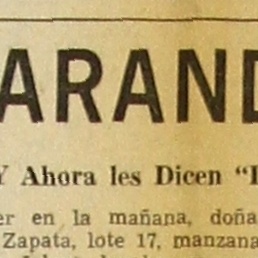 ARAND
Y Ahora les Dicen “
er en la mañana, doña
Zapata, lote 17, manzana